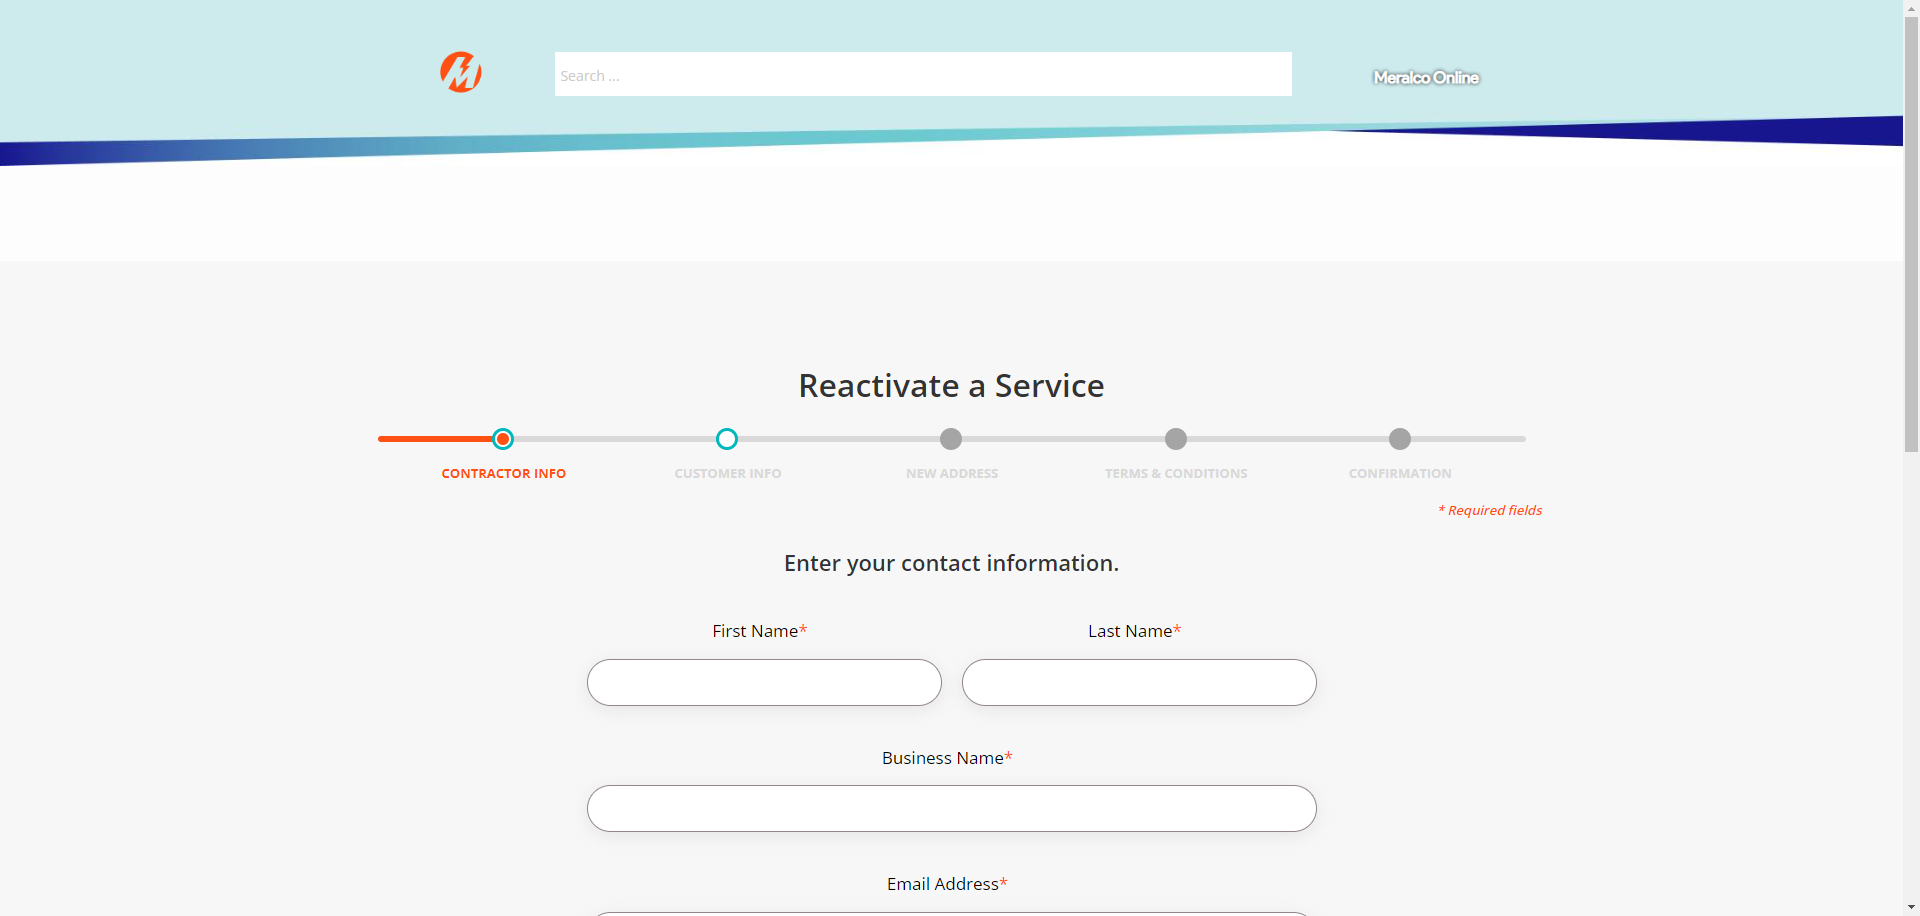 Search ...
Meralco Online
Reactivate a Service
CONTRACTOR INFO
CUSTOMER INFO
NEW ADDRESS
TERMS & CONDITIONS
CONFIRMATION
* Required fields
Enter your contact information.
First Name*
Last Name*
Business Name*
Email Address*